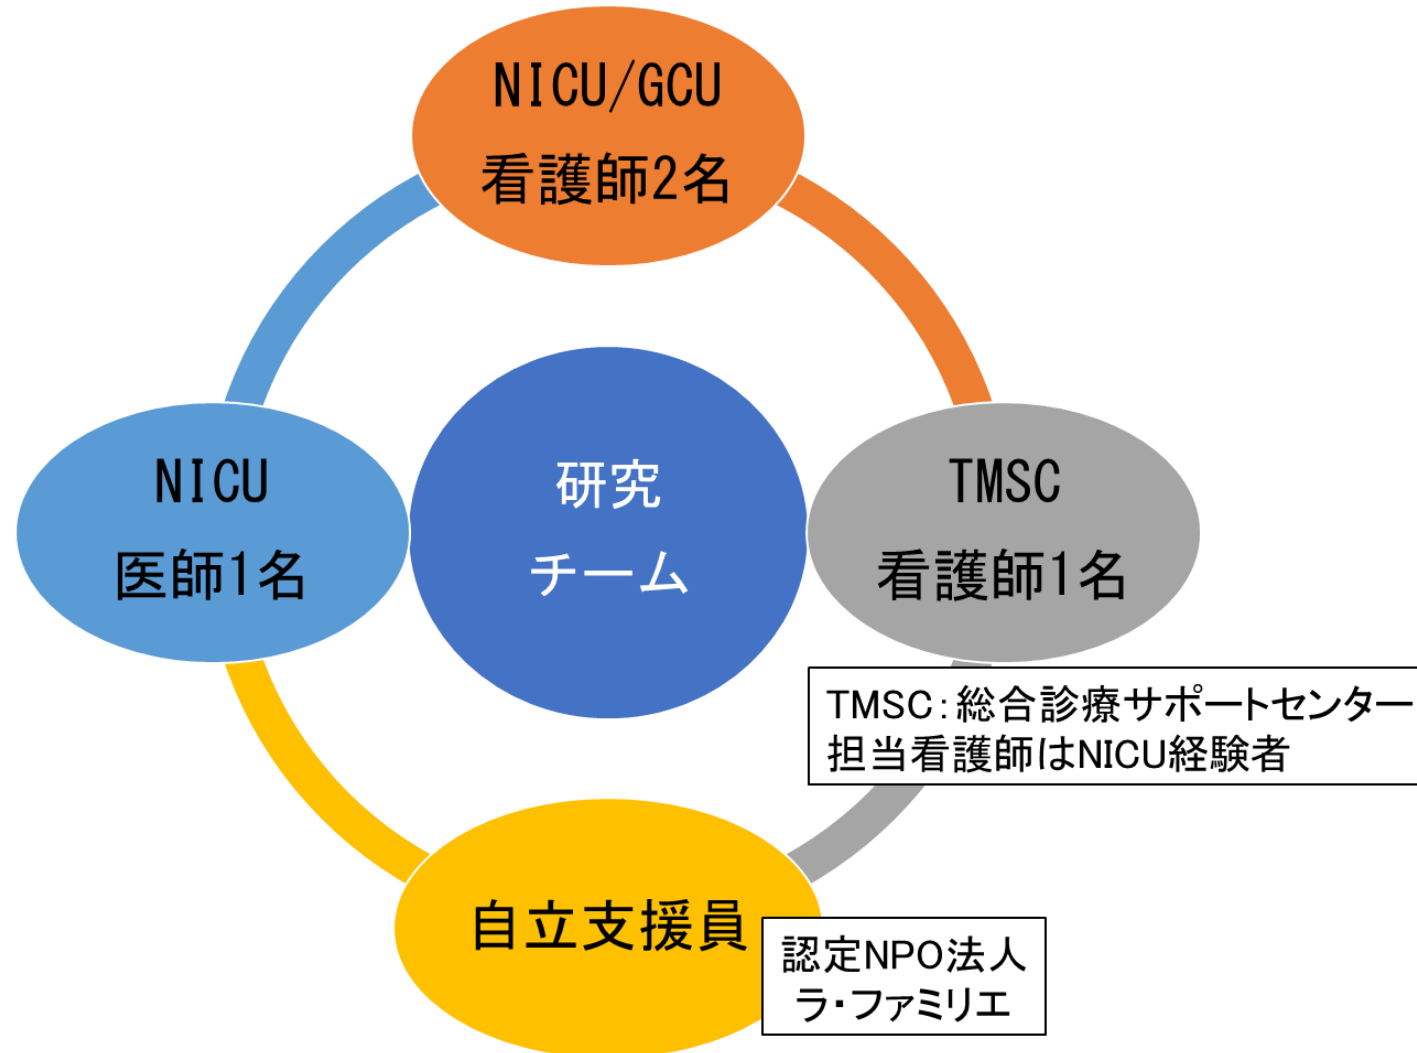 NICU/GCU
看護師2名
NICU
医師1名
研究
チーム
TMSC
看護師1名
TMSC：総合診療サポートセンター
担当看護師はNICU経験者
自立支援員
認定NPO法人
ラ・ファミリエ